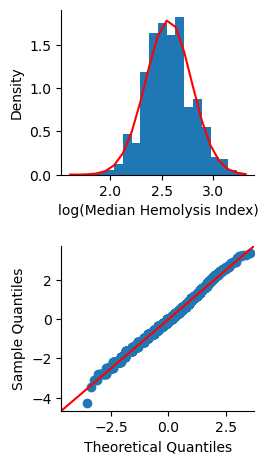 Density
1.5
1.0
0.5
0.0
2.0 2.5 3.0
log(Median Hemolysis Index)
Sample Quantiles
2
0
−2
−4
−2.5 0.0 2.5
Theoretical Quantiles